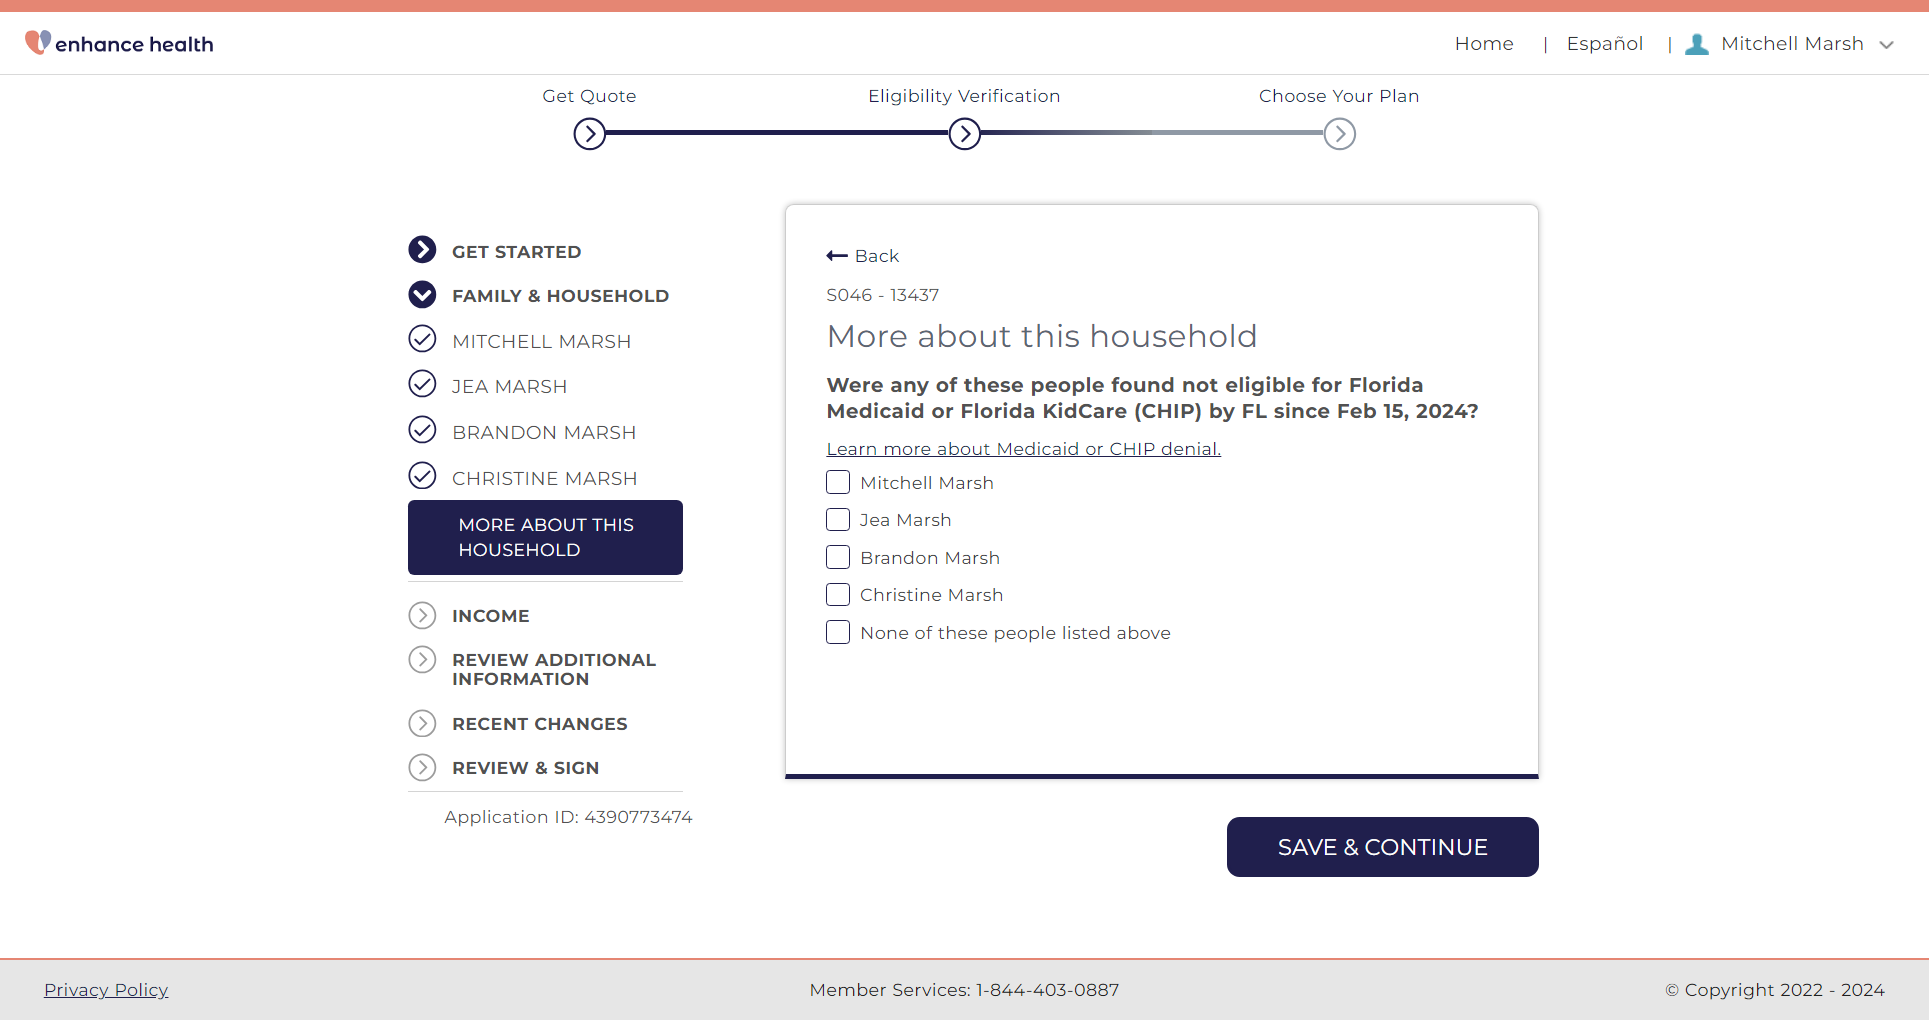 enhance health
Home | Español | Mitchell Marsh
Get Quote
Eligibility Verification
Choose Your Plan
GET STARTED
FAMILY & HOUSEHOLD
MITCHELL MARSH
JEA MARSH
BRANDON MARSH
CHRISTINE MARSH
MORE ABOUT THIS
HOUSEHOLD
INCOME
REVIEW ADDITIONAL
INFORMATION
RECENT CHANGES
REVIEW & SIGN
Application ID: 4390773474
Back
S046 - 13437
More about this household
Were any of these people found not eligible for Florida
Medicaid or Florida KidCare (CHIP) by FL since Feb 15, 2024?
Learn more about Medicaid or CHIP denial.
Mitchell Marsh
Jea Marsh
Brandon Marsh
Christine Marsh
None of these people listed above
SAVE & CONTINUE
Privacy Policy
Member Services: 1-844-403-0887
© Copyright 2022 - 2024